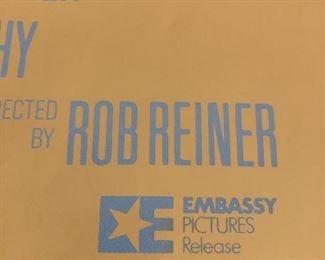 HY
RECTED
BY ROB REINER
E EMBASSY
PICTURES
Release